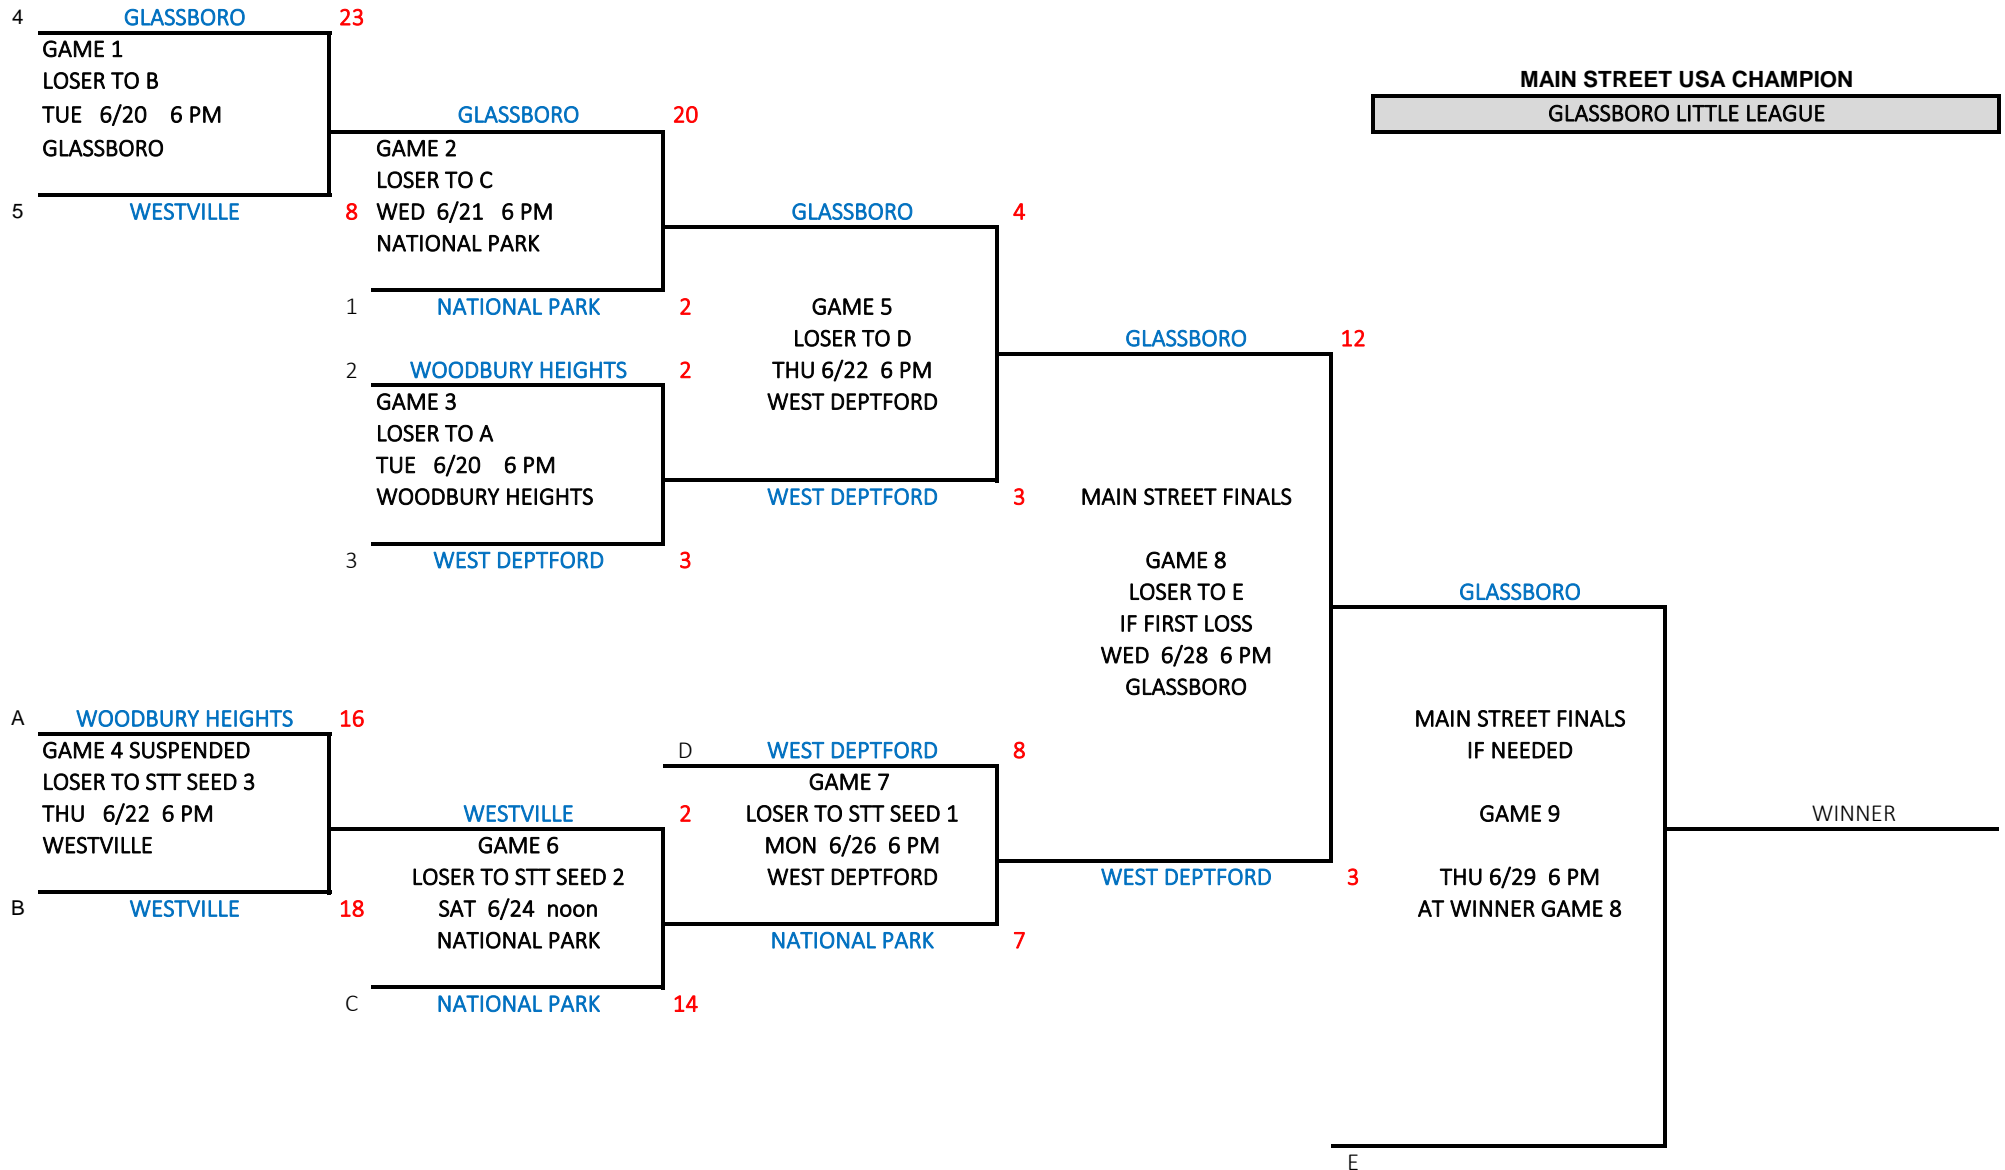 4 GLASSBORO 23
GAME 1
LOSER TO B
TUE 6/20 6 PM
GLASSBORO
5 WESTVILLE 8
MAIN STREET USA CHAMPION
GLASSBORO LITTLE LEAGUE
GLASSBORO 20
GAME 2
LOSER TO C
WED 6/21 6 PM
NATIONAL PARK
1 NATIONAL PARK 2
2 WOODBURY HEIGHTS 2
GAME 3
LOSER TO A
TUE 6/20 6 PM
WOODBURY HEIGHTS
3 WEST DEPTFORD 3
GLASSBORO 4
GAME 5
LOSER TO D
THU 6/22 6 PM
WEST DEPTFORD
WEST DEPTFORD 3
GLASSBORO 12
MAIN STREET FINALS
GAME 8
LOSER TO E
IF FIRST LOSS
WED 6/28 6 PM
GLASSBORO
WEST DEPTFORD 3
A WOODBURY HEIGHTS 16
GAME 4 SUSPENDED
LOSER TO STT SEED 3
THU 6/22 6 PM
WESTVILLE
B WESTVILLE 18
WESTVILLE 2
GAME 6
LOSER TO STT SEED 2
SAT 6/24 noon
NATIONAL PARK
C NATIONAL PARK 14
D WEST DEPTFORD 8
GAME 7
LOSER TO STT SEED 1
MON 6/26 6 PM
WEST DEPTFORD
NATIONAL PARK 7
GLASSBORO
MAIN STREET FINALS
IF NEEDED
GAME 9
THU 6/29 6 PM
AT WINNER GAME 8
E
WINNER